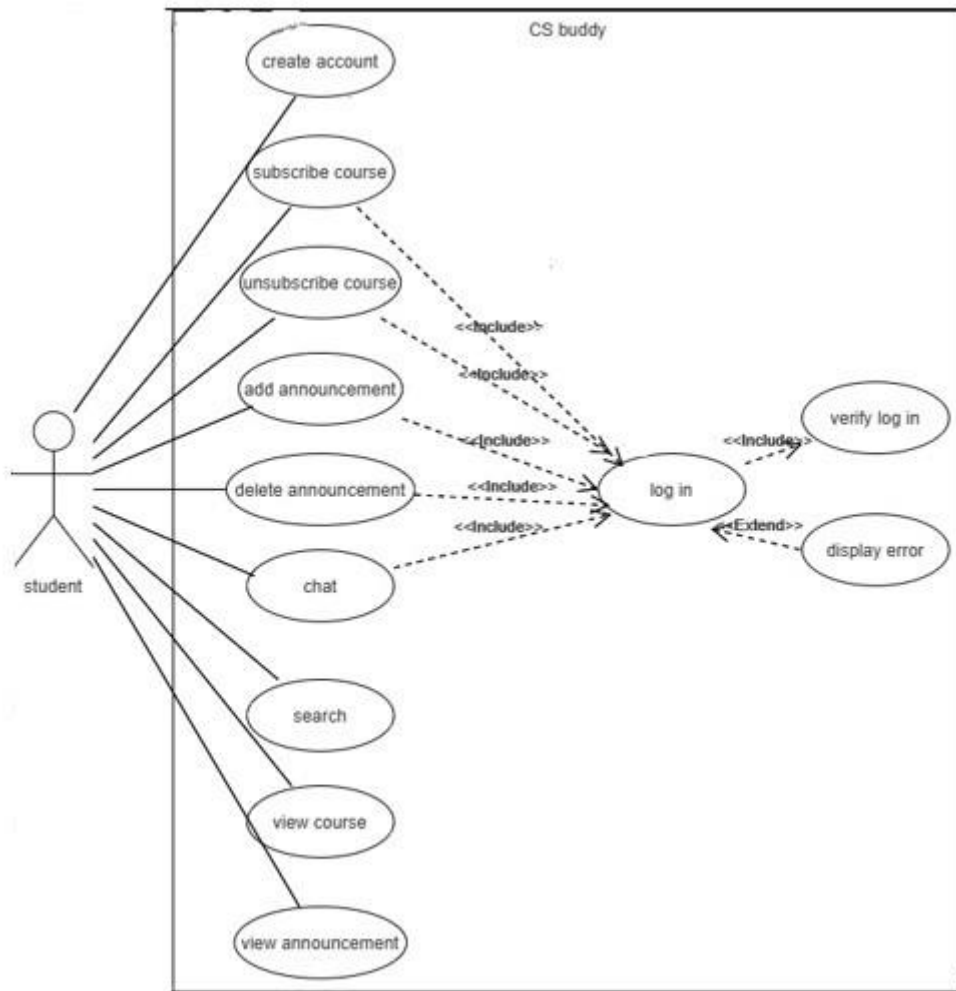 CS buddy
create account
subscribe course
unsubscribe course
<<Include>>
<<Include>>
add announcement
verify log in
<<Include>>
<<Include>>
delete announcement
<<Include>>
log in
<<Include>>
<<Extend>>
display error
chat
student
search
view course
view announcement